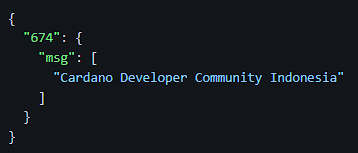 {
  "674": {
    "msg": [
      "Cardano Developer Community Indonesia"
    ]
  }
}